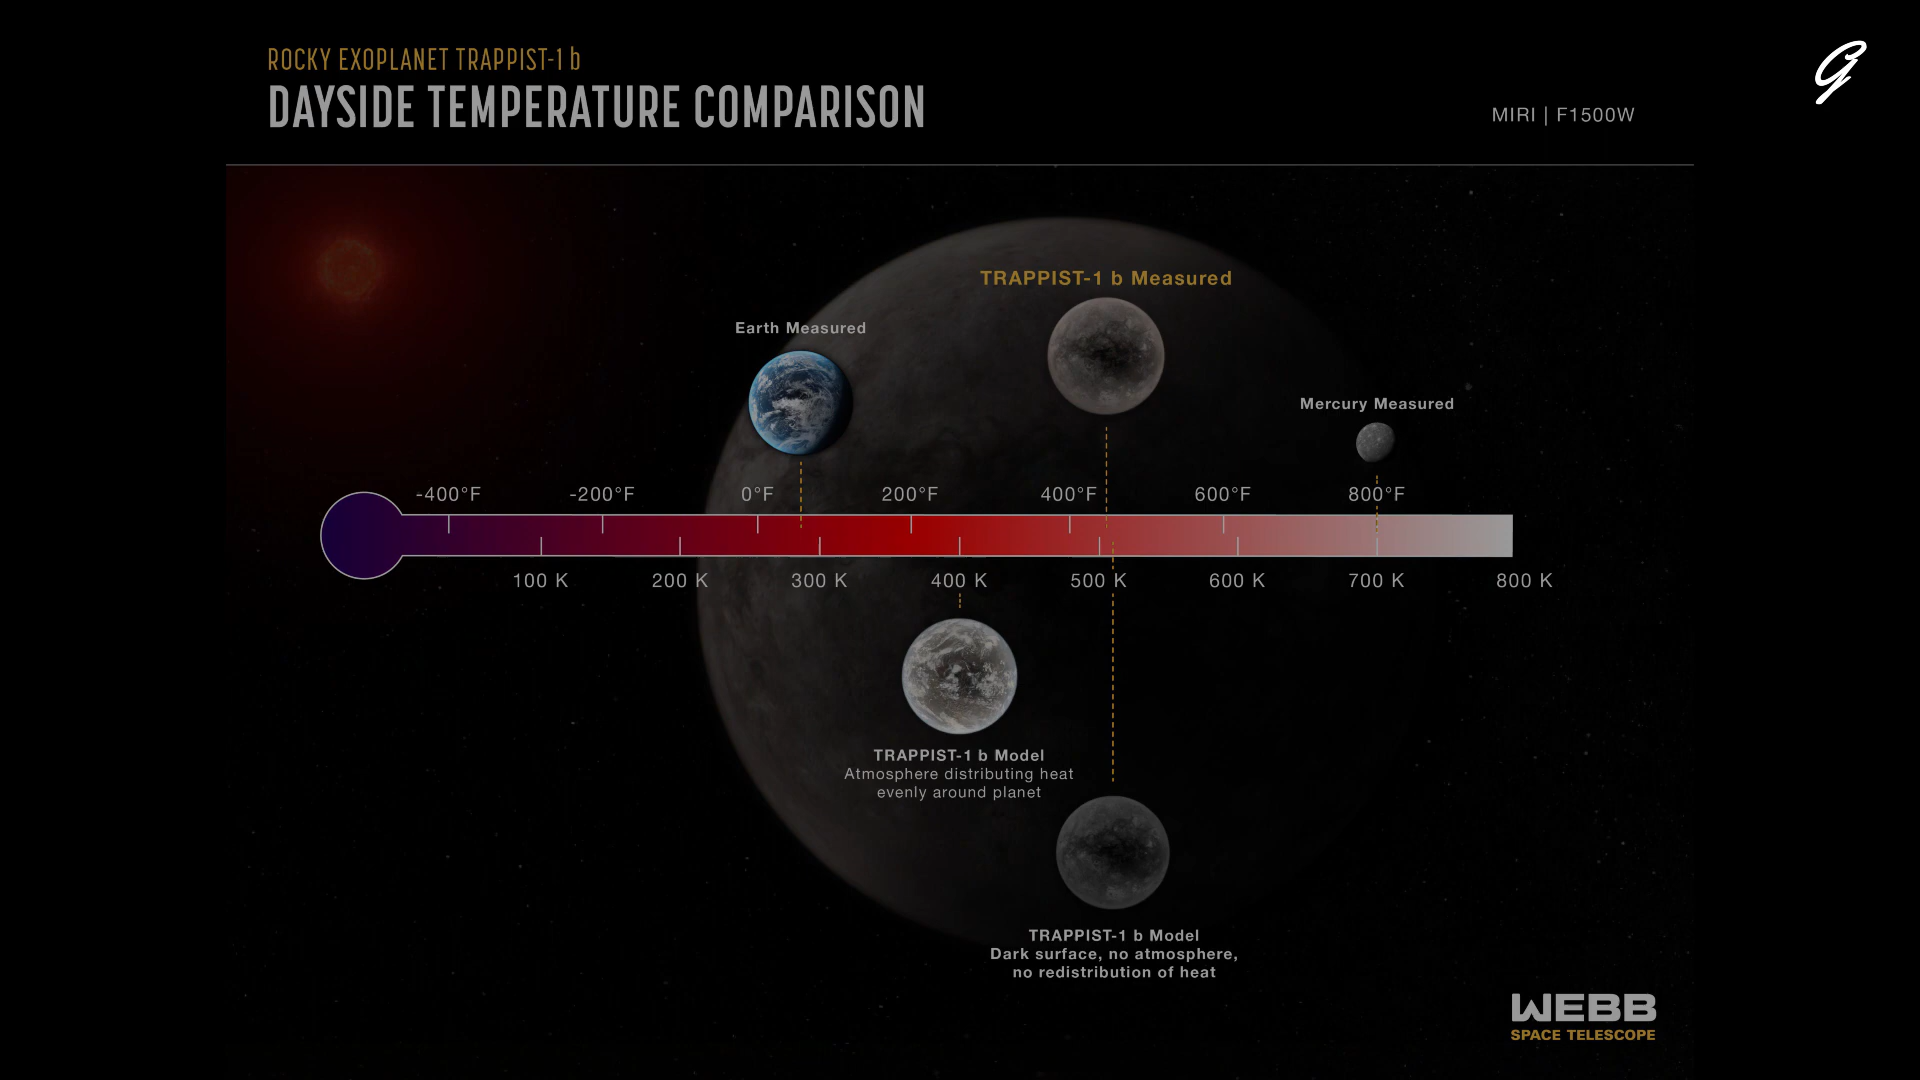 ROCKY EXOPLANET TRAPPIST-1 b
DAYSIDE TEMPERATURE COMPARISON
MIRI | F1500W
TRAPPIST-1 b Measured
Earth Measured
Mercury Measured
-400°F -200°F 0°F 200°F 400°F 600°F 800°F
100 K 200 K 300 K 400 K 500 K 600 K 700 K 800 K
TRAPPIST-1 b Model
Atmosphere distributing heat
evenly around planet
TRAPPIST-1 b Model
Dark surface, no atmosphere,
no redistribution of heat
WEBB
SPACE TELESCOPE